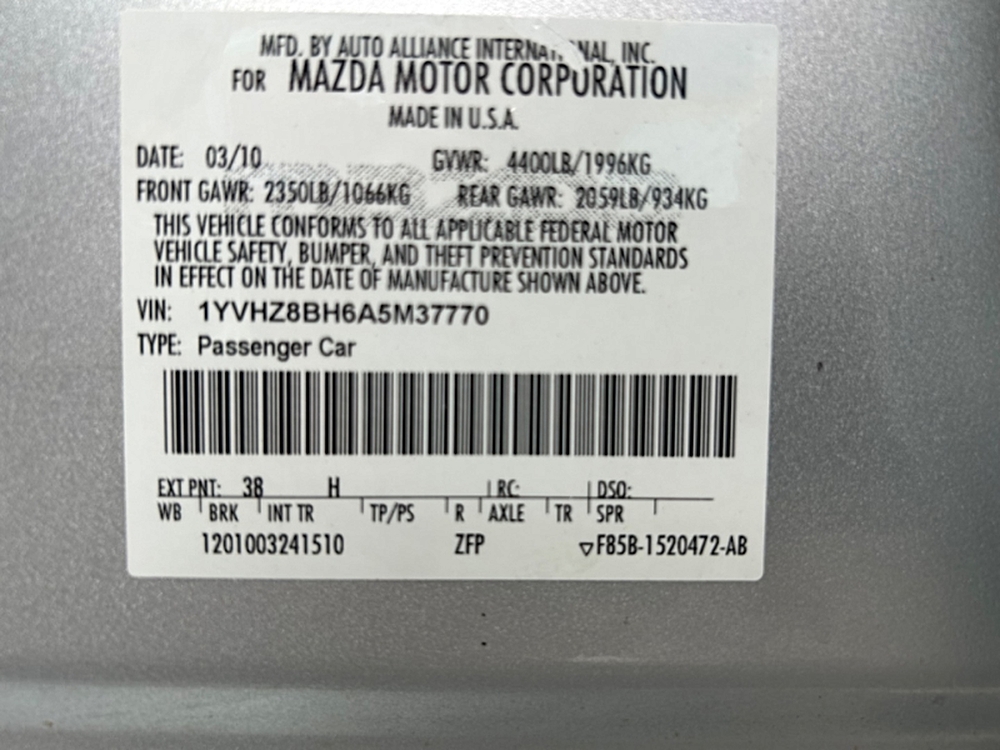 MFD. BY AUTO ALLIANCE INTERNATIONAL, INC.
FOR MAZDA MOTOR CORPORATION
MADE IN U.S.A.
DATE: 03/10 GVWR: 4400LB/1996KG
FRONT GAWR: 2350LB/1066KG REAR GAWR: 2059LB/934KG
THIS VEHICLE CONFORMS TO ALL APPLICABLE FEDERAL MOTOR
VEHICLE SAFETY, BUMPER, AND THEFT PREVENTION STANDARDS
IN EFFECT ON THE DATE OF MANUFACTURE SHOWN ABOVE.
VIN: 1YVHZ8BH6A5M37770
TYPE: Passenger Car
EXT PNT: 38 H RC: DSO:
WB BRK INT TR TP/PS R AXLE TR SPR
1201003241510 ZFP ▽F85B-1520472-AB